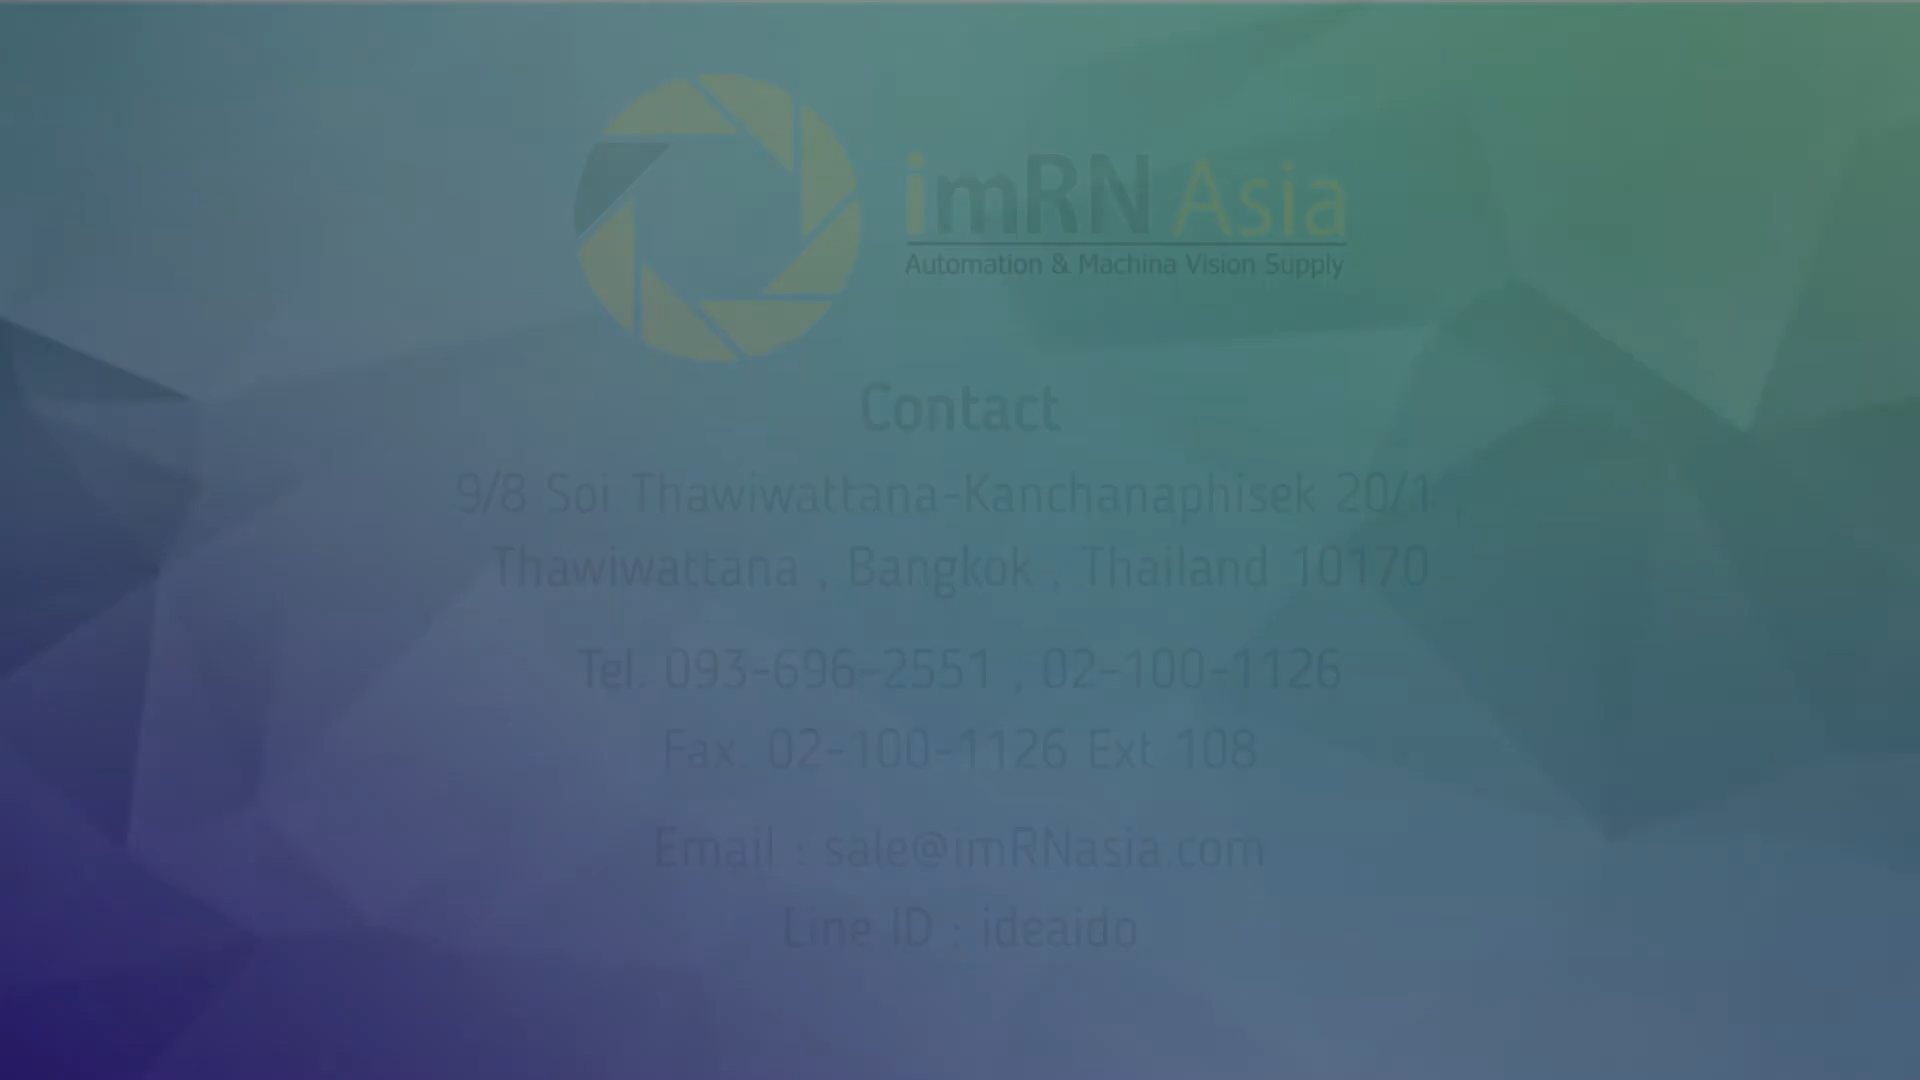 imRN Asia
Automation & Machina Vision Supply
Contact
9/8 Soi Thawiwattana-Kanchanaphisek 20/1 ,
Thawiwattana , Bangkok , Thailand 10170
Tel. 093-696-2551 , 02-100-1126
Fax. 02-100-1126 Ext 108
Email : sale@imRNasia.com
Line ID : ideaido